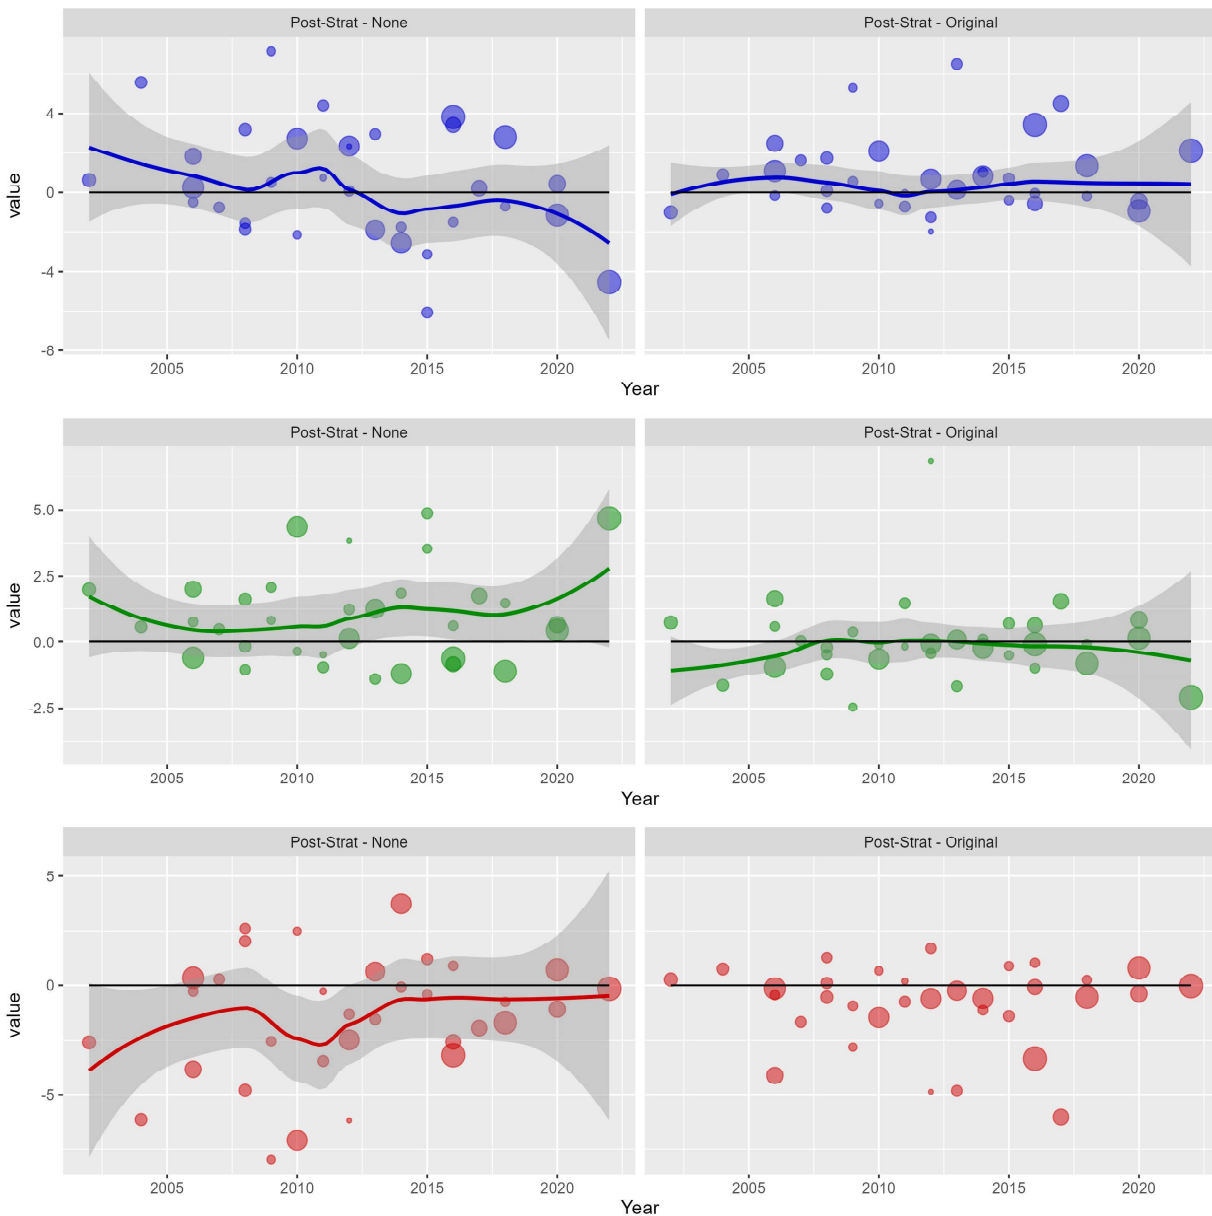 Post-Strat - None
Post-Strat - Original
value
4
0
-4
-8
2005 2010 2015 2020
2005 2010 2015 2020
Year
Post-Strat - None
Post-Strat - Original
value
5.0
2.5
0.0
-2.5
2005 2010 2015 2020
2005 2010 2015 2020
Year
Post-Strat - None
Post-Strat - Original
value
5
0
-5
2005 2010 2015 2020
2005 2010 2015 2020
Year